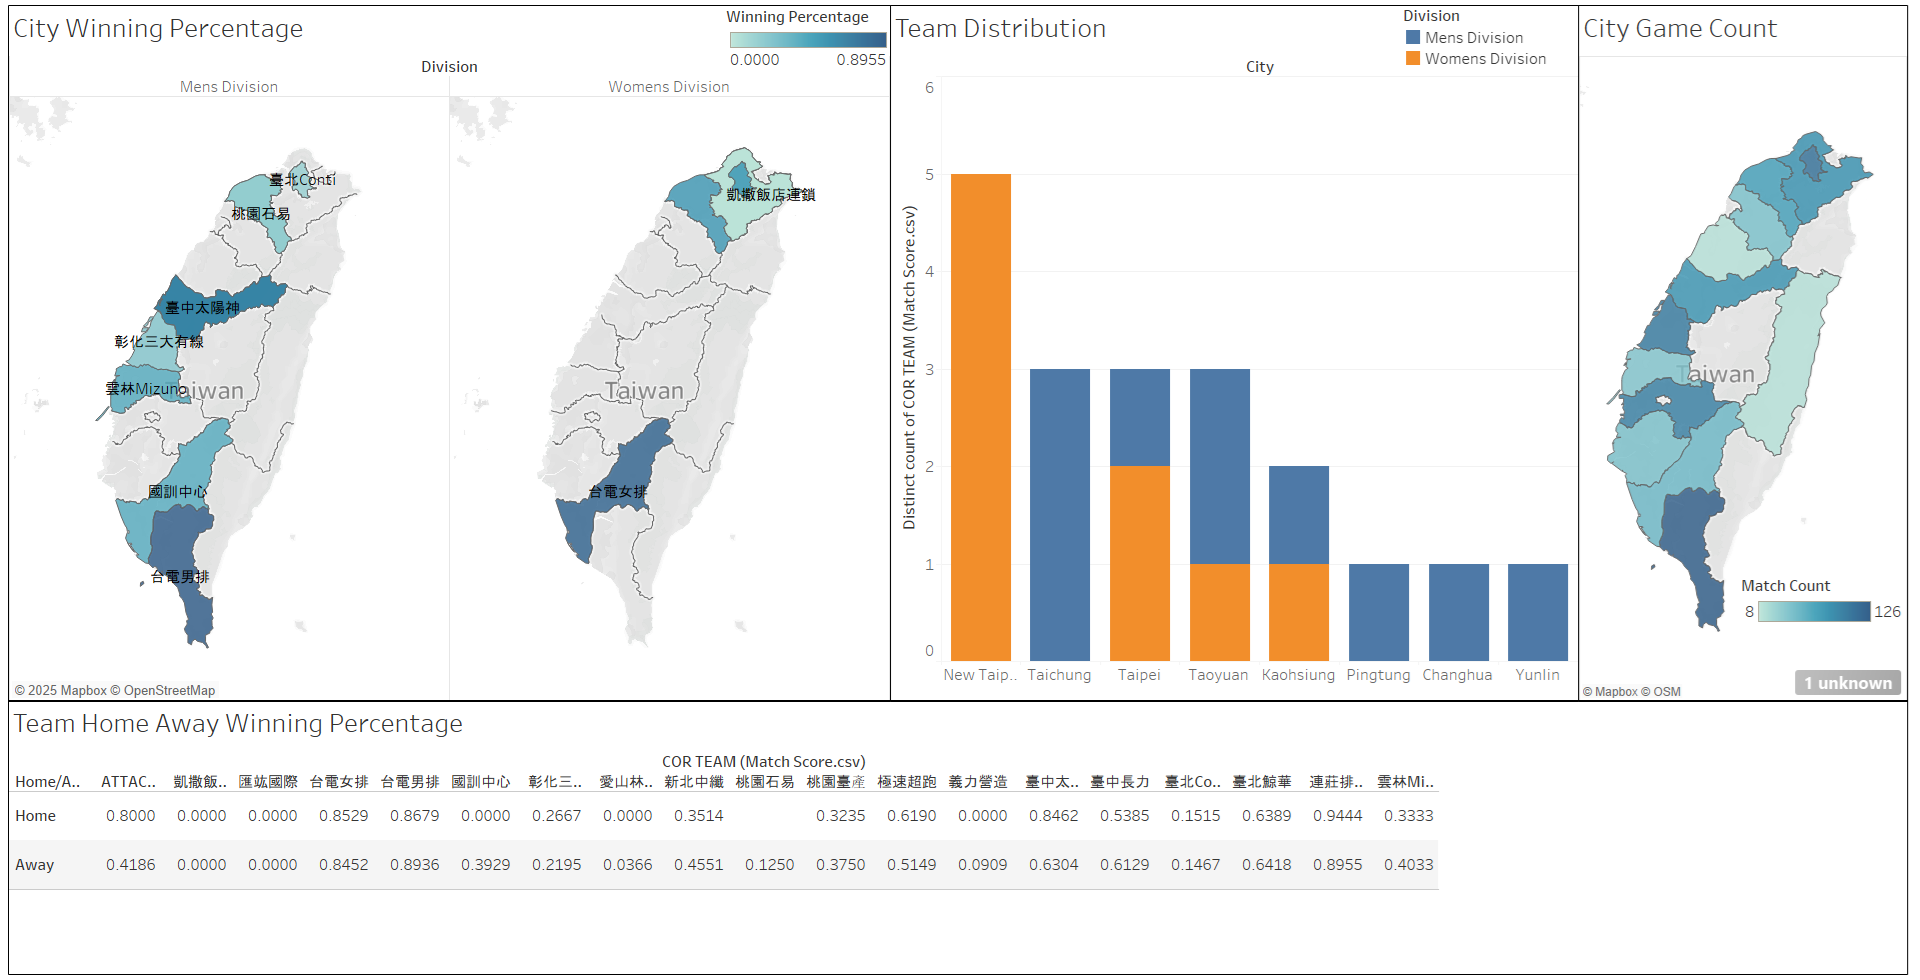 City Winning Percentage
Winning Percentage
0.0000 0.8955
Division
Mens Division Womens Division
臺北Conti
桃園石易
臺中太陽神
彰化三大有線
雲林Mizuno
Taiwan
國訓中心
台電男排
凱撒飯店連鎖
Taiwan
台電女排
© 2025 Mapbox © OpenStreetMap
Team Distribution
Division
Mens Division
Womens Division
City
Distinct count of COR TEAM (Match Score.csv)
6
5
4
3
2
1
0
New Taip.. Taichung Taipei Taoyuan Kaohsiung Pingtung Changhua Yunlin
City Game Count
Taiwan
Match Count
8 126
1 unknown
© Mapbox © OSM
Team Home Away Winning Percentage
COR TEAM (Match Score.csv)
Home/A.. ATTAC.. 凱撒飯.. 匯竑國際 台電女排 台電男排 國訓中心 彰化三.. 愛山林.. 新北中纖 桃園石易 桃園臺產 極速超跑 義力營造 臺中太.. 臺中長力 臺北Co.. 臺北鯨華 連莊排.. 雲林Mi..
Home 0.8000 0.0000 0.0000 0.8529 0.8679 0.0000 0.2667 0.0000 0.3514 0.3235 0.6190 0.0000 0.8462 0.5385 0.1515 0.6389 0.9444 0.3333
Away 0.4186 0.0000 0.0000 0.8452 0.8936 0.3929 0.2195 0.0366 0.4551 0.1250 0.3750 0.5149 0.0909 0.6304 0.6129 0.1467 0.6418 0.8955 0.4033